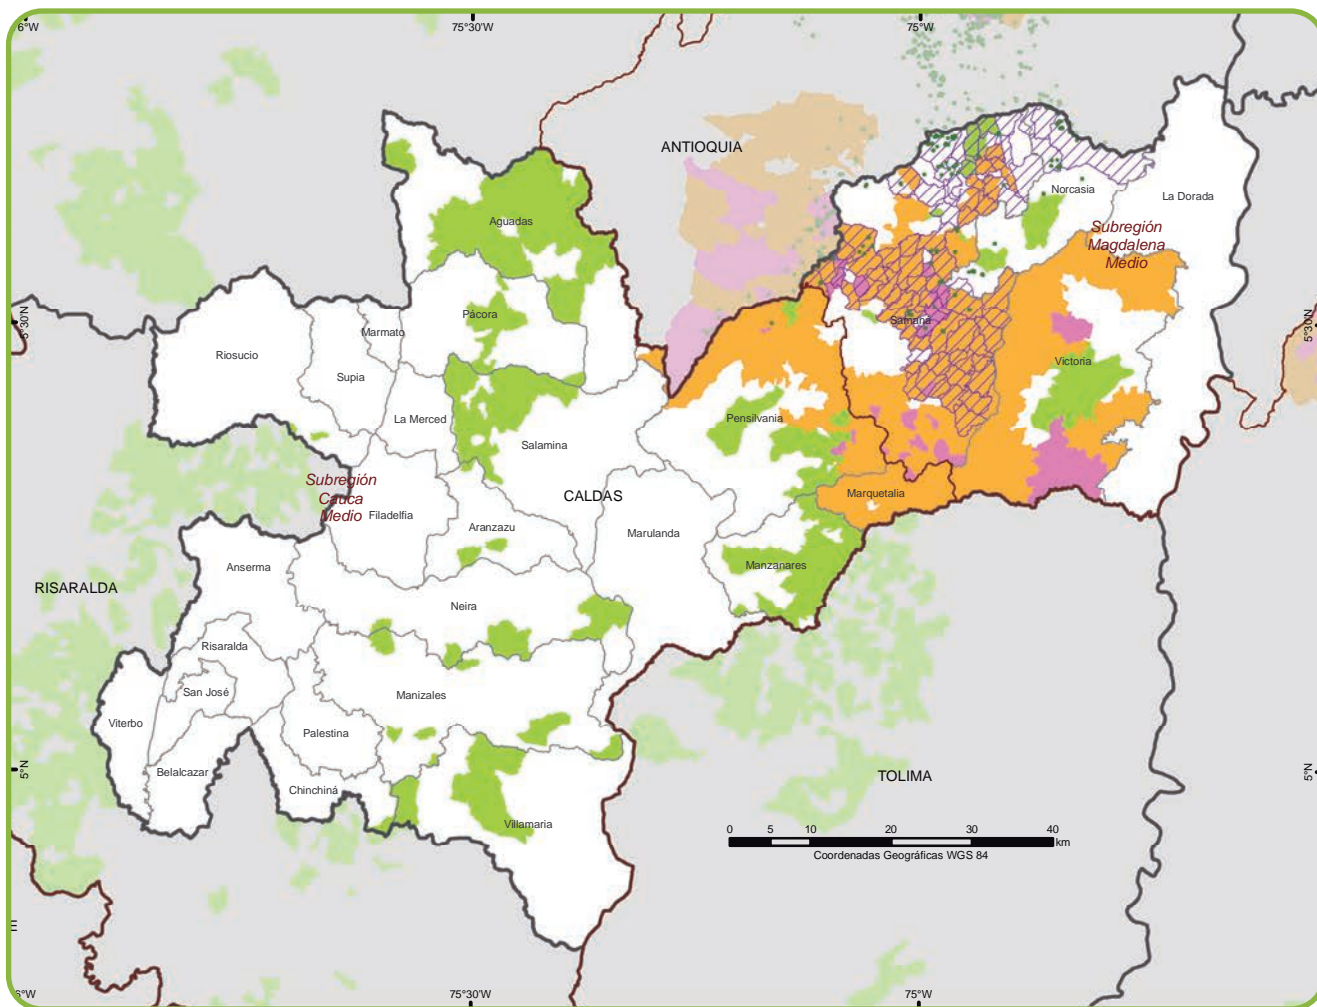 6°W
75°30'W
75°W
ANTIOQUIA
Norcasia
La Dorada
Aguadas
Subregión
Magdalena
Medio
5°30'N
5°30'N
Pácora
Marmato
Samaná
Riosucio
Supia
Victoria
La Merced
Pensilvania
Salamina
Subregión
Cauca
Medio
CALDAS
Marquetalia
Filadelfia
Aranzazu
Marulanda
Anserma
Manzanares
RISARALDA
Neira
Risaralda
San José
Manizales
Viterbo
Palestina
Belalcazar
5°N
5°N
TOLIMA
Chinchiná
Villamaria
0 5 10 20 30 40
km
Coordenadas Geográficas WGS 84
6°W
75°30'W
75°W